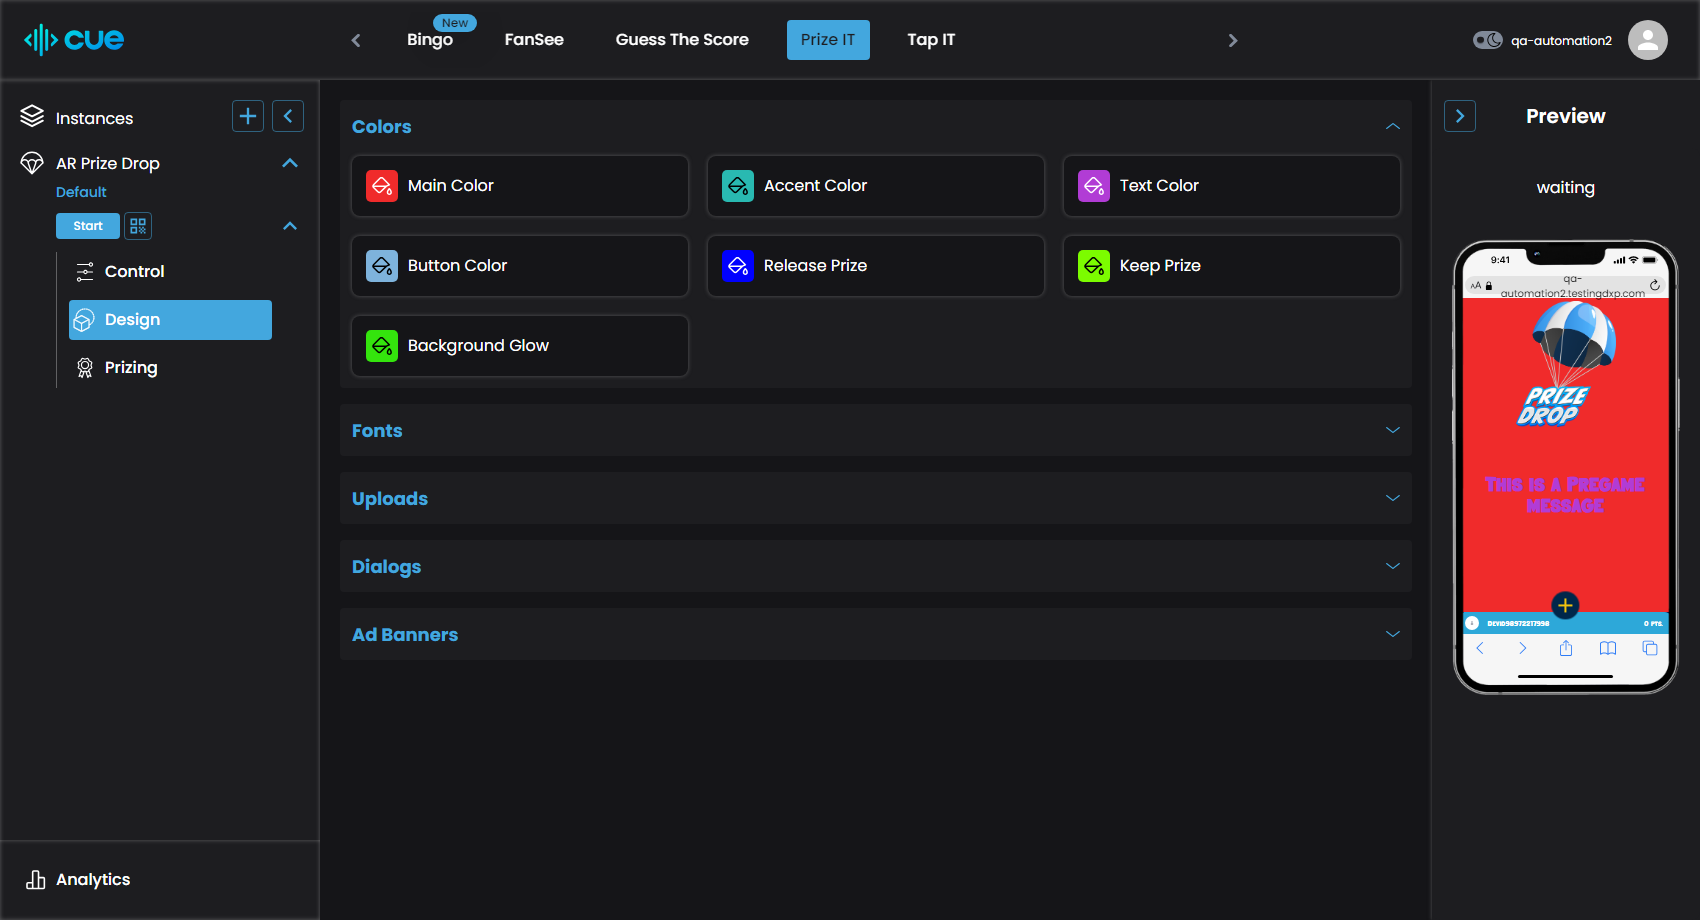 cue
New
Bingo
FanSee
Guess The Score
Prize IT
Tap IT
qa-automation2
Instances
AR Prize Drop
Default
Start
Control
Design
Prizing
Analytics
Colors
Main Color
Accent Color
Text Color
Button Color
Release Prize
Keep Prize
Background Glow
Fonts
Uploads
Dialogs
Ad Banners
Preview
waiting
9:41
AA
qa-
automation2.testingdxp.com
PRIZE
DROP
THIS IS A PREGAME
MESSAGE
0 PTS.